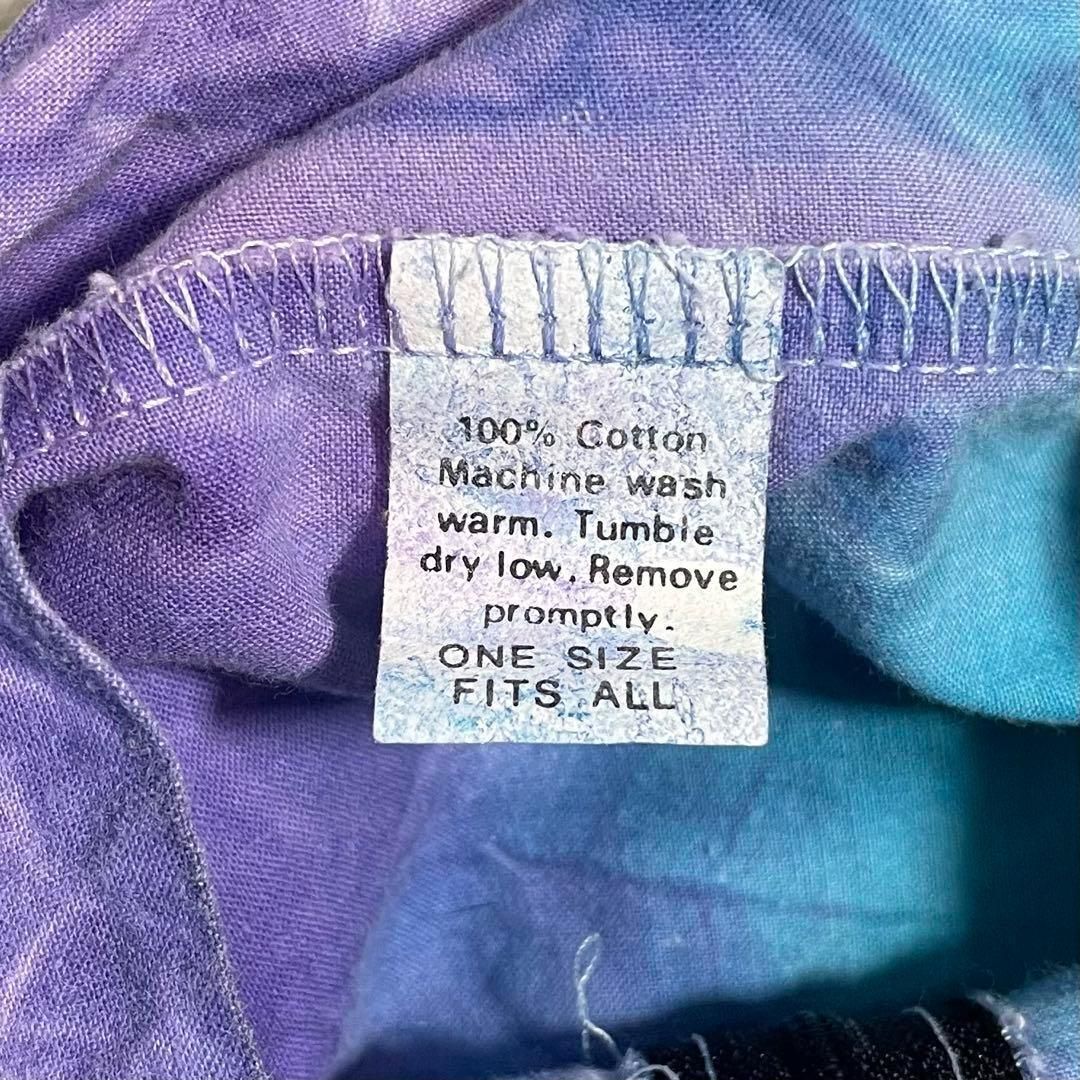 100% Cotton
Machine wash
warm. Tumble
dry low. Remove
promptly.
ONE SIZE
FITS ALL